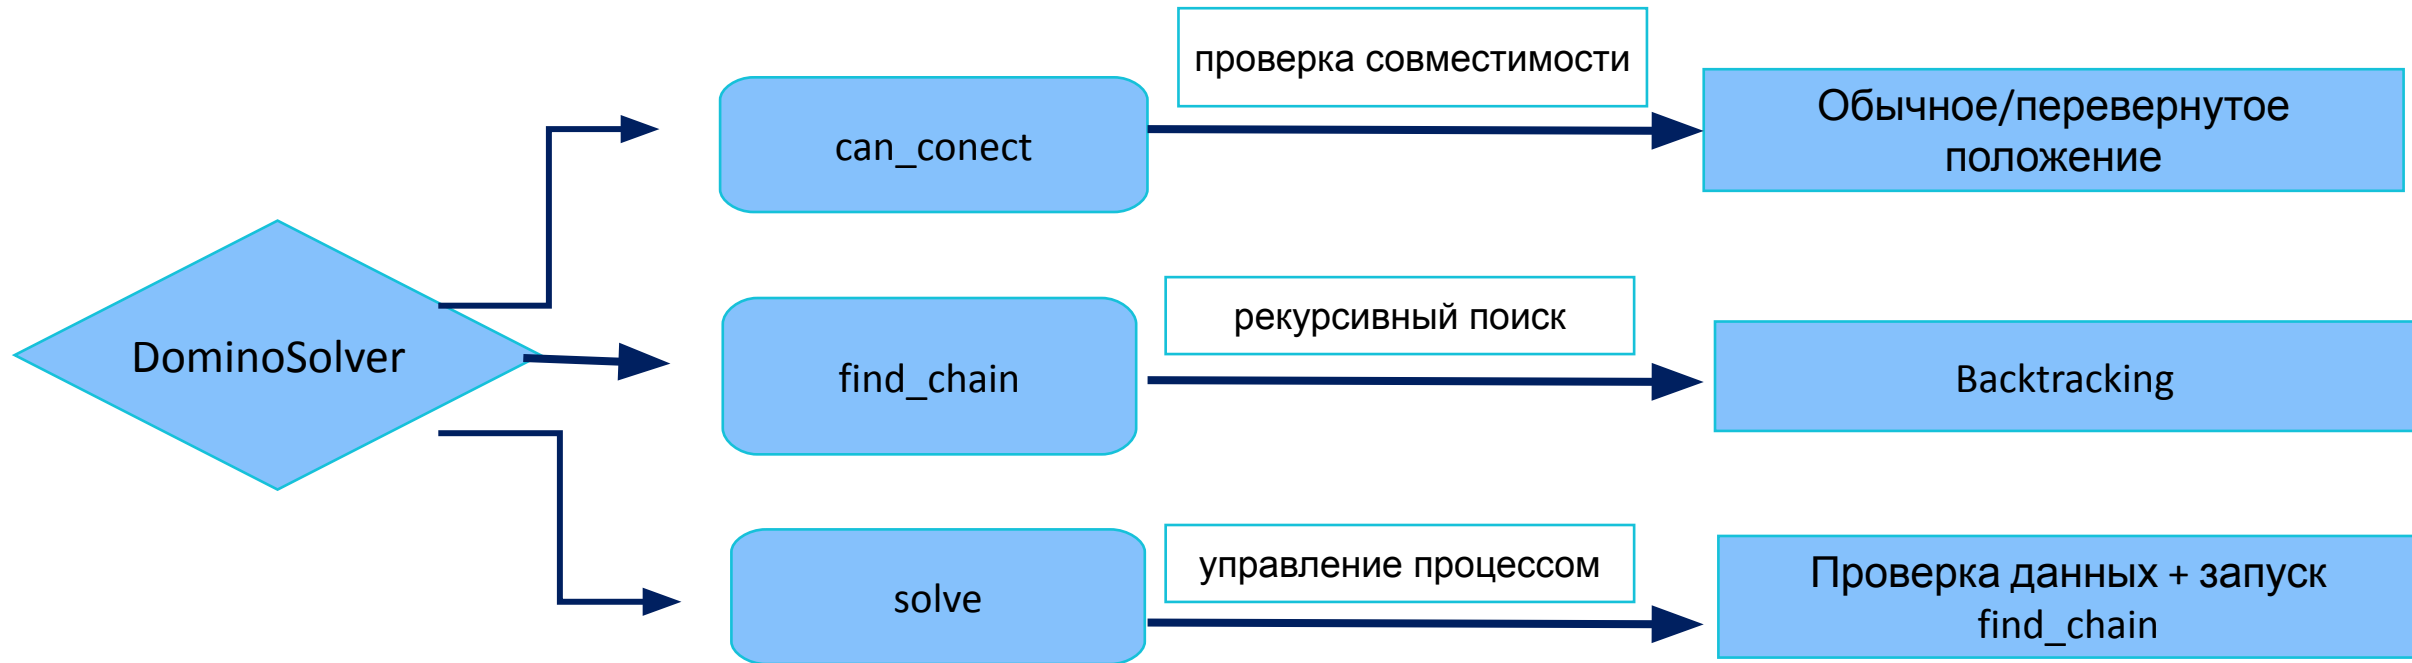 DominoSolver
can_conect
проверка совместимости
Обычное/перевернутое
положение
find_chain
рекурсивный поиск
Backtracking
solve
управление процессом
Проверка данных + запуск
find_chain